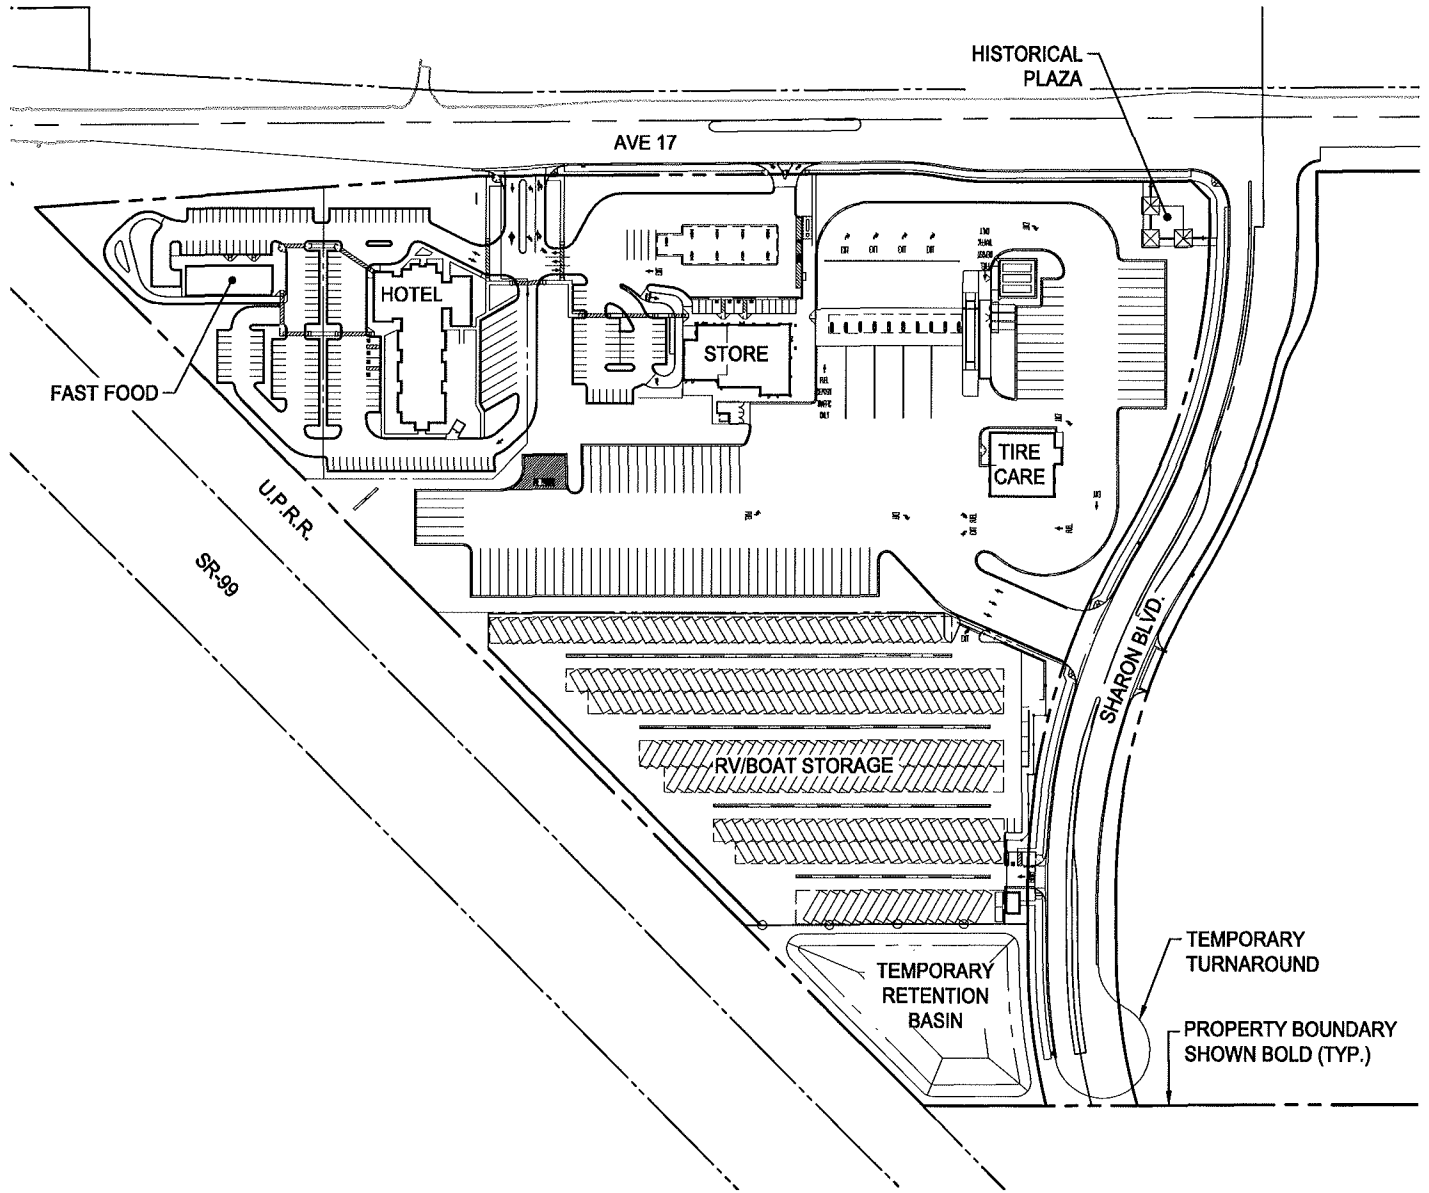 HISTORICAL
PLAZA
AVE 17
HOTEL
STORE
FAST FOOD
TIRE
CARE
U.P.R.R.
SR-99
SHARON BLVD.
EXIT
RV/BOAT STORAGE
TEMPORARY
RETENTION
BASIN
TEMPORARY
TURNAROUND
PROPERTY BOUNDARY
SHOWN BOLD (TYP.)